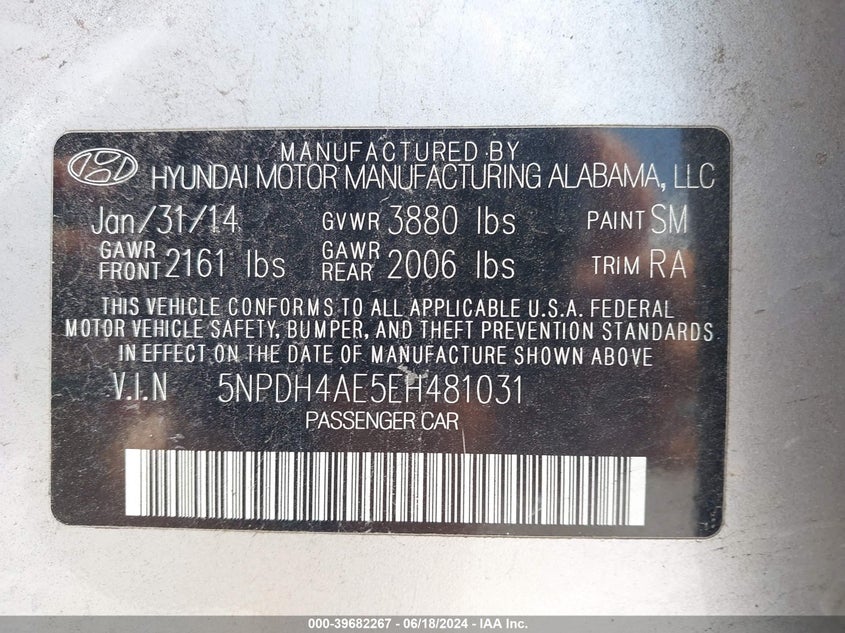 MANUFACTURED BY
HYUNDAI MOTOR MANUFACTURING ALABAMA, LLC
Jan/31/14 GVWR 3880 lbs PAINT SM
GAWR FRONT 2161 lbs GAWR REAR 2006 lbs TRIM RA
THIS VEHICLE CONFORMS TO ALL APPLICABLE U.S.A. FEDERAL
MOTOR VEHICLE SAFETY, BUMPER, AND THEFT PREVENTION STANDARDS
IN EFFECT ON THE DATE OF MANUFACTURE SHOWN ABOVE
V.I.N 5NPDH4AE5EH481031
PASSENGER CAR
000-39682267 - 06/18/2024 - IAA Inc.